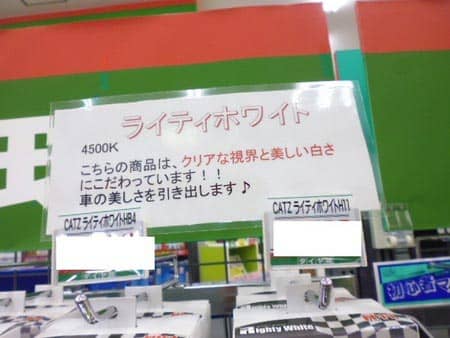 ライティホワイト
4500K
こちらの商品は、クリアな視界と美しい白さ
にこだわっています！！
車の美しさを引き出します♪
CATZ ライティホワイトHB4
CATZ ライティホワイトH11
Mighty White